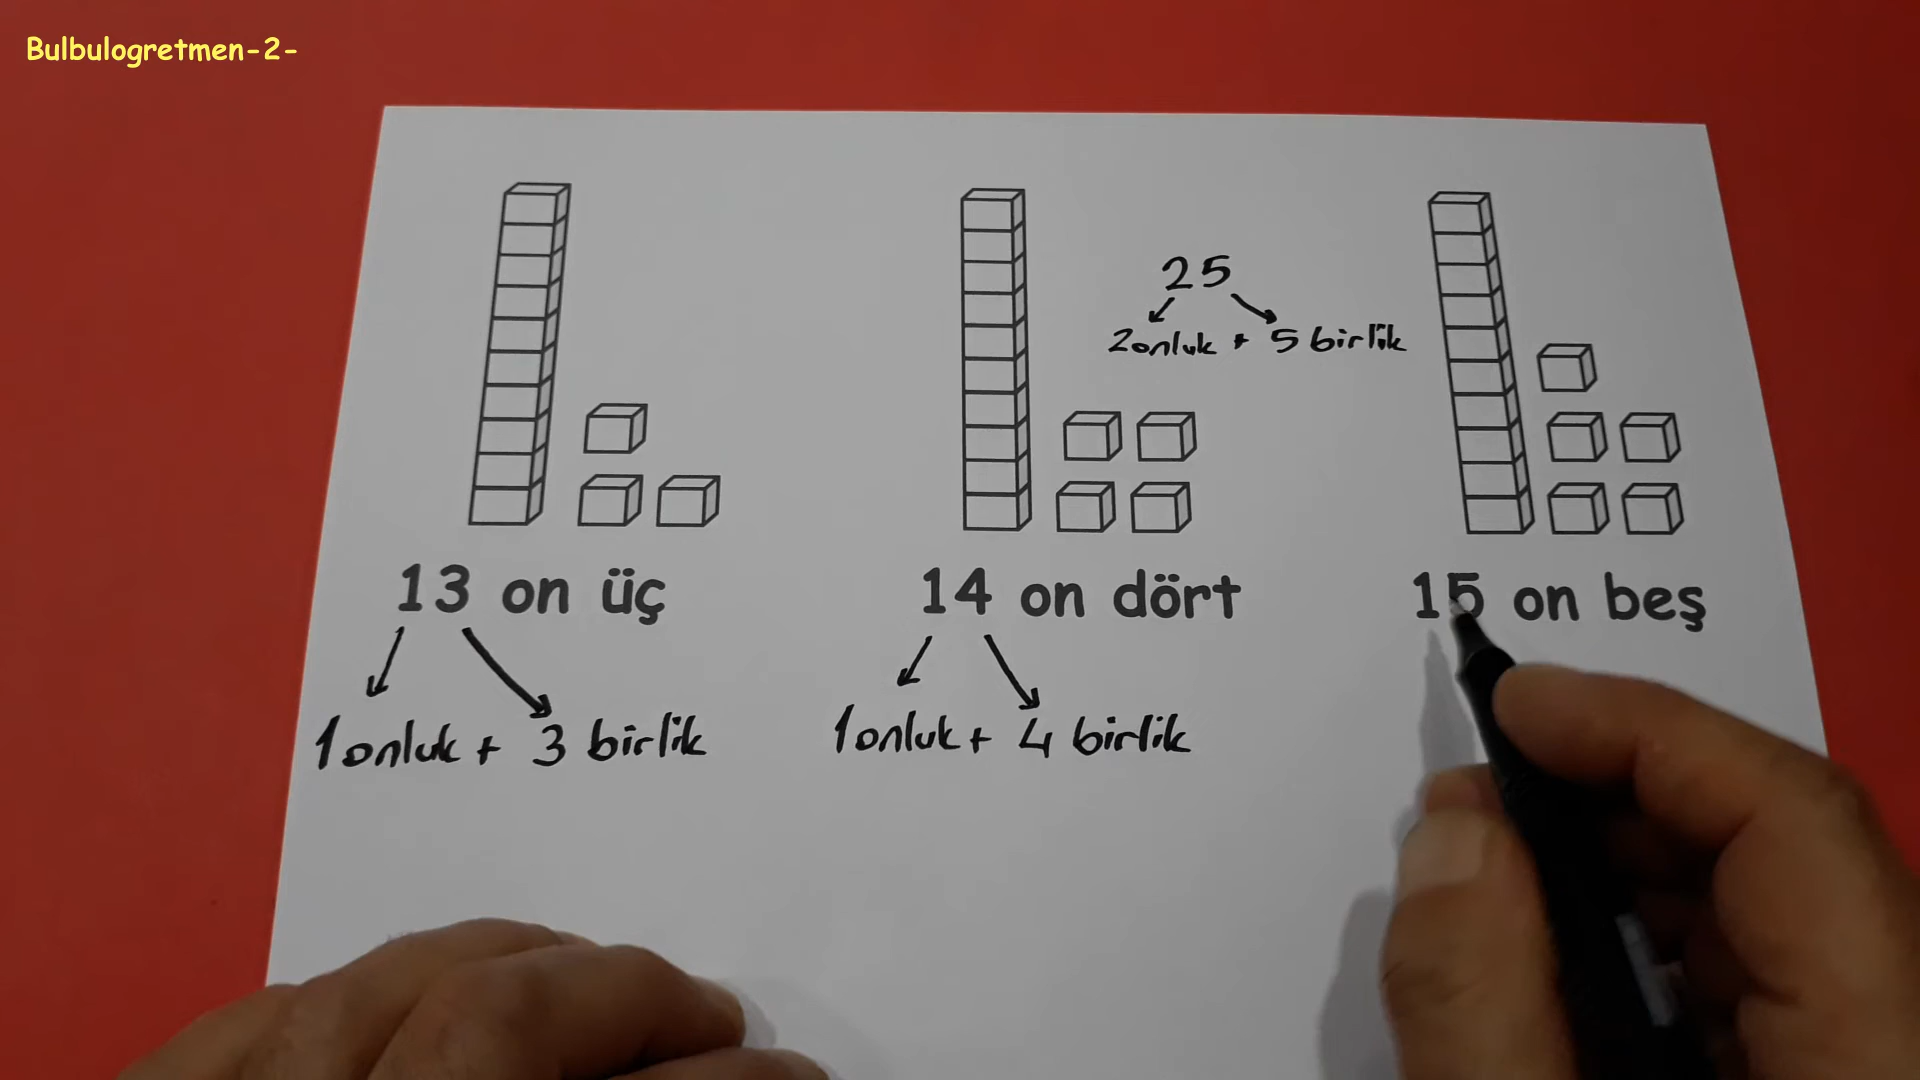 Bulbulogretmen-2-
25
2onluk + 5 birlik
13 on üç
14 on dört
15 on beş
1onluk + 3 birlik
1onluk + 4 birlik